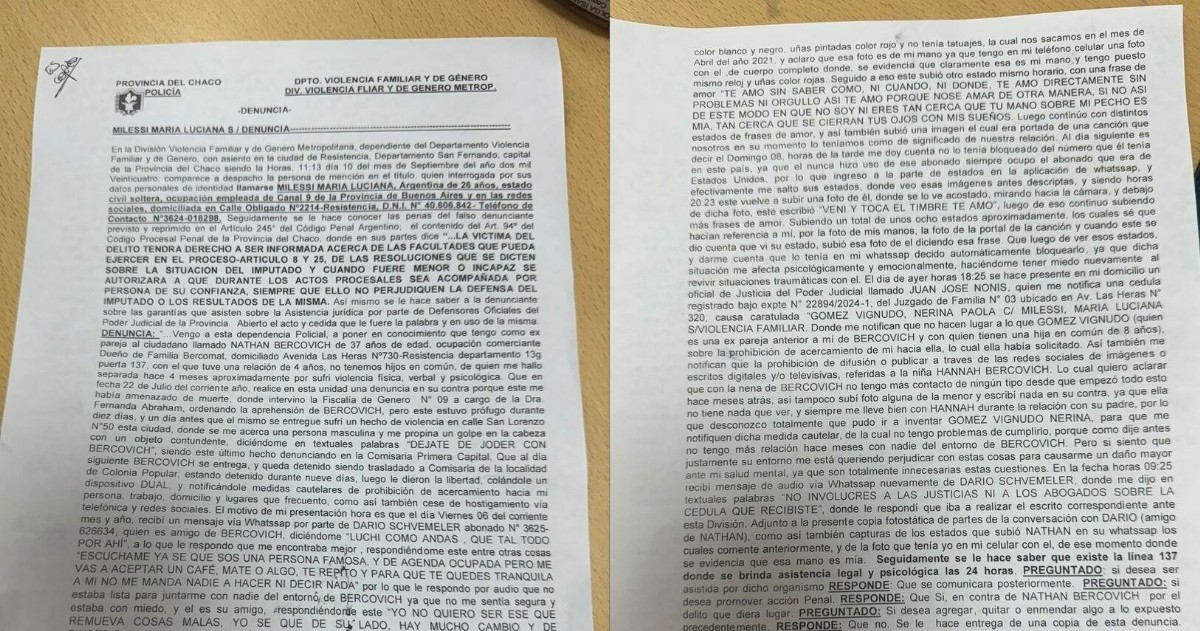 PROVINCIA DEL CHACO
POLICÍA
DPTO. VIOLENCIA FAMILIAR Y DE GÉNERO
DIV. VIOLENCIA FLIAR Y DE GENERO METROP.
-DENUNCIA-
MILESSI MARIA LUCIANA S / DENUNCIA
En la División Violencia Familiar y de Genero Metropolitana, dependiente del Departamento Violencia
Familiar y de Genero, con asiento en la ciudad de Resistencia, Departamento San Fernando, capital
de la Provincia del Chaco siendo la Horas. 11:13 día 10 del mes de Septiembre del año dos mil
Veinticuatro; comparece a despacho la persona de mención en el título, quien interrogada por sus
datos personales de identidad llamarse MILESSI MARIA LUCIANA, Argentina de 26 años, estado
civil soltera, ocupación empleada de Canal 9 de la Provincia de Buenos Aires y en las redes
sociales, domiciliada en Calle Obligado N°2214-Resistencia, D.N.I. N° 40.606.842- Teléfono de
Contacto N°3624-018298. Seguidamente se le hace conocer las penas del falso denunciante
previsto y reprimido en el Artículo 245° del Código Penal Argentino; el contenido del Art. 94° del
Código Procesal Penal de la Provincia del Chaco, donde en sus partes dice "...LA VICTIMA DEL
DELITO TENDRA DERECHO A SER INFORMADA ACERCA DE LAS FACULTADES QUE PUEDA
EJERCER EN EL PROCESO-ARTICULO 8 Y 25, DE LAS RESOLUCIONES QUE SE DICTEN
SOBRE LA SITUACION DEL IMPUTADO Y CUANDO FUERE MENOR O INCAPAZ SE
AUTORIZARA A QUE DURANTE LOS ACTOS PROCESALES SEA ACOMPAÑADA POR
PERSONA DE SU CONFIANZA, SIEMPRE QUE ELLO NO PERJUDIQUEN LA DEFENSA DEL
IMPUTADO O LOS RESULTADOS DE LA MISMA. Así mismo se le hace saber a la denunciante
sobre las garantías que asisten sobre la Asistencia jurídica por parte de Defensores Oficiales del
Poder Judicial de la Provincia. Abierto el acto y cedida que le fuere la palabra y en uso de la misma.
DENUNCIA: "... Vengo a esta dependencia Policial, a poner en conocimiento que tengo como ex
pareja al ciudadano llamado NATHAN BERCOVICH de 37 años de edad, ocupación comerciante
Dueño de Familia Bercomat, domiciliado Avenida Las Heras N°730-Resistencia departamento 13g
puerta 137, con el que tuve una relación de 4 años, no tenemos hijos en común, de quien me hallo
separada hace 4 meses aproximadamente por sufri violencia física, verbal y psicológica. Que en
fecha 22 de Julio del corriente año, realice en esta unidad una denuncia en su contra porque este me
había amenazado de muerte, donde intervino la Fiscalía de Genero N° 09 a cargo de la Dra.
Fernanda Abraham, ordenando la aprehensión de BERCOVICH, pero este estuvo prófugo durante
diez días, y un día antes que el mismo se entregue sufri un hecho de violencia en calle San Lorenzo
N°50 esta ciudad, donde se me acerca una persona masculina y me propina un golpe en la cabeza
con un objeto contundente, diciéndome en textuales palabras "DEJATE DE JODER CON
BERCOVICH", siendo este último hecho denunciando en la Comisaria Primera Capital. Que al día
siguiente BERCOVICH se entrega, y queda detenido siendo trasladado a Comisaria de la localidad
de Colonia Popular, estando detenido durante nueve días, luego le dieron la libertad, colándole un
dispositivo DUAL, y notificándole medidas cautelares de prohibición de acercamiento hacia mi
persona, trabajo, domicilio y lugares que frecuento, como así también cese de hostigamiento vía
telefónica y redes sociales. El motivo de mi presentación hora es que el día Viernes 06 del corriente
mes y año, recibí un mensaje vía Whatssap por parte de DARIO SCHVEMELER abonado N° 3625-
626634, quien es amigo de BERCOVICH, diciéndome "LUCHI COMO ANDAS , QUE TAL TODO
POR AHÍ", a lo que le respondo que me encontraba mejor , respondiéndome este entre otras cosas
"ESCUCHAME YA SE QUE SOS UNA PERSONA FAMOSA, Y DE AGENDA OCUPADA PERO ME
VAS A ACEPTAR UN CAFÉ, MATE O ALGO, TE REPITO Y PARA QUE TE QUEDES TRANQUILA
A MI NO ME MANDA NADIE A HACER NI DECIR NADA" por lo que le respondo por audio que no
estaba lista para juntarme con nadie del entorno de BERCOVICH ya que no me sentía segura y
estaba con miedo, y el es su amigo, respondiéndome este "YO NO QUIERO SER ESE QUE
REMUEVA COSAS MALAS, YO SE QUE DE SU LADO, HAY MUCHO CAMBIO Y DE
color blanco y negro, uñas pintadas color rojo y no tenía tatuajes, la cual nos sacamos en el mes de
Abril del año 2021, y aclaro que esa foto es de mi mano ya que tengo en mi teléfono celular una foto
con el .de cuerpo completo donde, se evidencia que claramente esa es mi mano y tengo puesto
mismo reloj y uñas color rojas. Seguido a eso este subió otro estado mismo horario, con una frase de
amor "TE AMO SIN SABER COMO, NI CUANDO, NI DONDE, TE AMO DIRECTAMENTE SIN
PROBLEMAS NI ORGULLO ASI TE AMO PORQUE NOSE AMAR DE OTRA MANERA, SI NO ASI
DE ESTE MODO EN QUE NO SOY NI ERES TAN CERCA QUE TU MANO SOBRE MI PECHO ES
MIA, TAN CERCA QUE SE CIERRAN TUS OJOS CON MIS SUEÑOS. Luego continuo con distintos
estados de frases de amor, y así también subió una imagen el cual era portada de una canción que
nosotros en su momento lo teníamos como de significado de nuestra relación. Al día siguiente es
decir el Domingo 08, horas de la tarde me doy cuenta no lo tenía bloqueado del número que él tenía
en este país, ya que el nunca hizo uso de ese abonado siempre ocupo el abonado que era de
Estados Unidos, por lo que ingreso a la parte de estados en la aplicación de whatssap, y
efectivamente me salto sus estados, donde veo esas imágenes antes descriptas, y siendo horas
20:23 este vuelve a subir una foto de él, donde se lo ve acostado, mirando hacia la cámara, y debajo
de dicha foto, este escribió "VENI Y TOCA EL TIMBRE TE AMO", luego de eso continuo subiendo
más frases de amor. Subiendo un total de unos ocho estados aproximadamente, los cuales sé que
hacían referencia a mí, por la foto de mis manos, la foto de la portal de la canción y cuando este se
dio cuenta que vi su estado, subió esa foto de el diciendo esa frase. Que luego de ver esos estados,
y darme cuenta que lo tenía en mi whatssap decido automáticamente bloquearlo, ya que dicha
situación me afecta psicológicamente y emocionalmente, haciéndome tener miedo nuevamente al
revivir situaciones traumáticas con el. El día de ayer horas 18:25 se hace presente en mi domicilio un
oficial de Justicia del Poder Judicial llamado JUAN JOSE NONIS, quien me notifica una cedula
registrado bajo expte N° 22894/2024-1, del Juzgado de Familia N° 03 ubicado en Av. Las Heras N°
320, causa caratulada "GOMEZ VIGNUDO, NERINA PAOLA C/ MILESSI, MARIA LUCIANA
S/VIOLENCIA FAMILIAR. Donde me notifican que no hacen lugar a lo que GOMEZ VIGNUDO (quien
es una ex pareja anterior a mi de BERCOVICH y con quien tienen una hija en común de 8 años),
sobre la prohibición de acercamiento de mi hacia ella, lo cual ella había solicitado. Así también me
notifican que la prohibición de difusión o publicar a través de las redes sociales de imágenes o
escritos digitales y/o televisivas, referidas a la niña HANNAH BERCOVICH. Lo cual quiero aclarar
que con la nena de BERCOVICH no tengo más contacto de ningún tipo desde que empezó todo esto
hace meses atrás, así tampoco subí foto alguna de la menor y escribí nada en su contra, ya que ella
no tiene nada que ver, y siempre me lleve bien con HANNAH durante la relación con su padre, por lo
que desconozco totalmente que pudo ir a inventar GOMEZ VIGNUDO NERINA, para que me
notifiquen dicha medida cautelar, de la cual no tengo problemas de cumplirlo, porque como dije antes
no tengo más relación hace meses con nadie del entorno de BERCOVICH. Pero si siento que
justamente su entorno me está queriendo perjudicar con estas cosas para causarme un daño mayor
ante mi salud mental, ya que son totalmente innecesarias estas cuestiones. En la fecha horas 09:25
recibí mensaje de audio vía Whatssap nuevamente de DARIO SCHVEMELER, donde me dijo en
textuales palabras "NO INVOLUCRES A LAS JUSTICIAS NI A LOS ABOGADOS SOBRE LA
CEDULA QUE RECIBISTE", donde le respondí que iba a realizar el escrito correspondiente ante
esta División. Adjunto a la presente copia fotostática de partes de la conversación con DARIO (amigo
de NATHAN), como así también capturas de los estados que subió NATHAN en su whatssap los
cuales comente anteriormente, y de la foto que tenía yo en mi celular con el, de ese momento donde
se evidencia que esa mano es mía. Seguidamente se le hace saber que existe la línea 137
donde se brinda asistencia legal y psicológica las 24 horas. PREGUNTADO: si desea ser
asistida por dicho organismo RESPONDE: Que se comunicara posteriormente. PREGUNTADO: si
desea promover acción Penal. RESPONDE: Que Si, en contra de NATHAN BERCOVICH por el
delito que diera lugar. PREGUNTADO: Si desea agregar, quitar o enmendar algo a lo expuesto
precedentemente. RESPONDE: Que no. Se le hace entrega de una copia de esta denuncia.